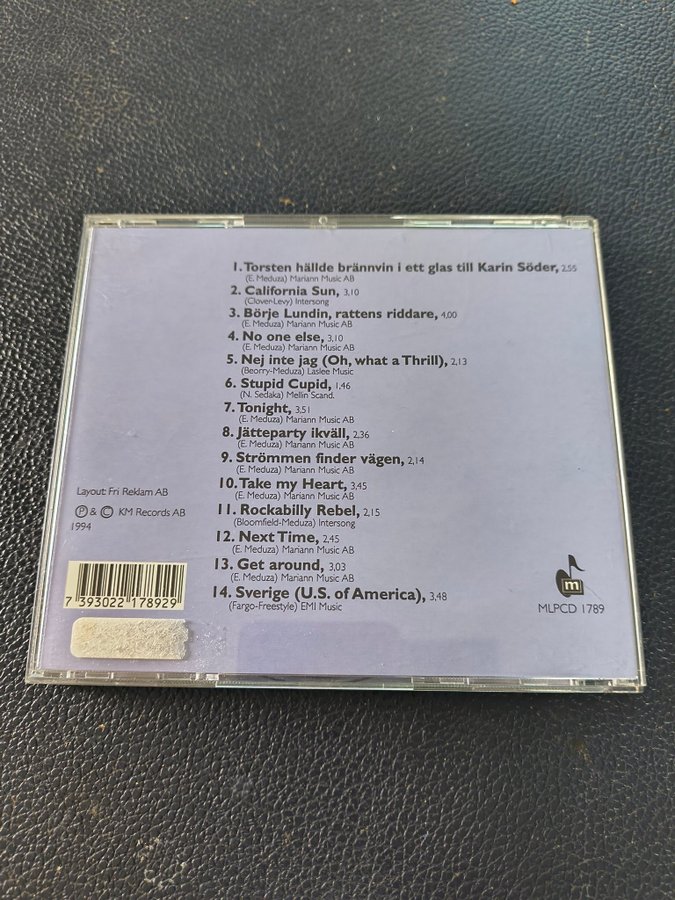 1. Torsten hällde brännvin i ett glas till Karin Söder, 2,55
(E. Meduza) Mariann Music AB
2. California Sun, 3,10
(Clover-Levy) Intersong
3. Börje Lundin, rattens riddare, 4,00
(E. Meduza) Mariann Music AB
4. No one else, 3,10
(E. Meduza) Mariann Music AB
5. Nej inte jag (Oh, what a Thrill), 2,13
(Beorry-Meduza) Laslee Music
6. Stupid Cupid, 1,46
(N. Sedaka) Mellin Scand.
7. Tonight, 3,51
(E. Meduza) Mariann Music AB
8. Jätteparty ikväll, 2,36
(E. Meduza) Mariann Music AB
9. Strömmen finder vägen, 2,14
(E. Meduza) Mariann Music AB
10. Take my Heart, 3,45
(E. Meduza) Mariann Music AB
11. Rockabilly Rebel, 2,15
(Bloomfield-Meduza) Intersong
12. Next Time, 2,45
(E. Meduza) Mariann Music AB
13. Get around, 3,03
(E. Meduza) Mariann Music AB
14. Sverige (U.S. of America), 3,48
(Fargo-Freestyle) EMI Music
Layout: Fri Reklam AB
℗ & © KM Records AB
1994
7 393022 178929
m
MLPCD 1789